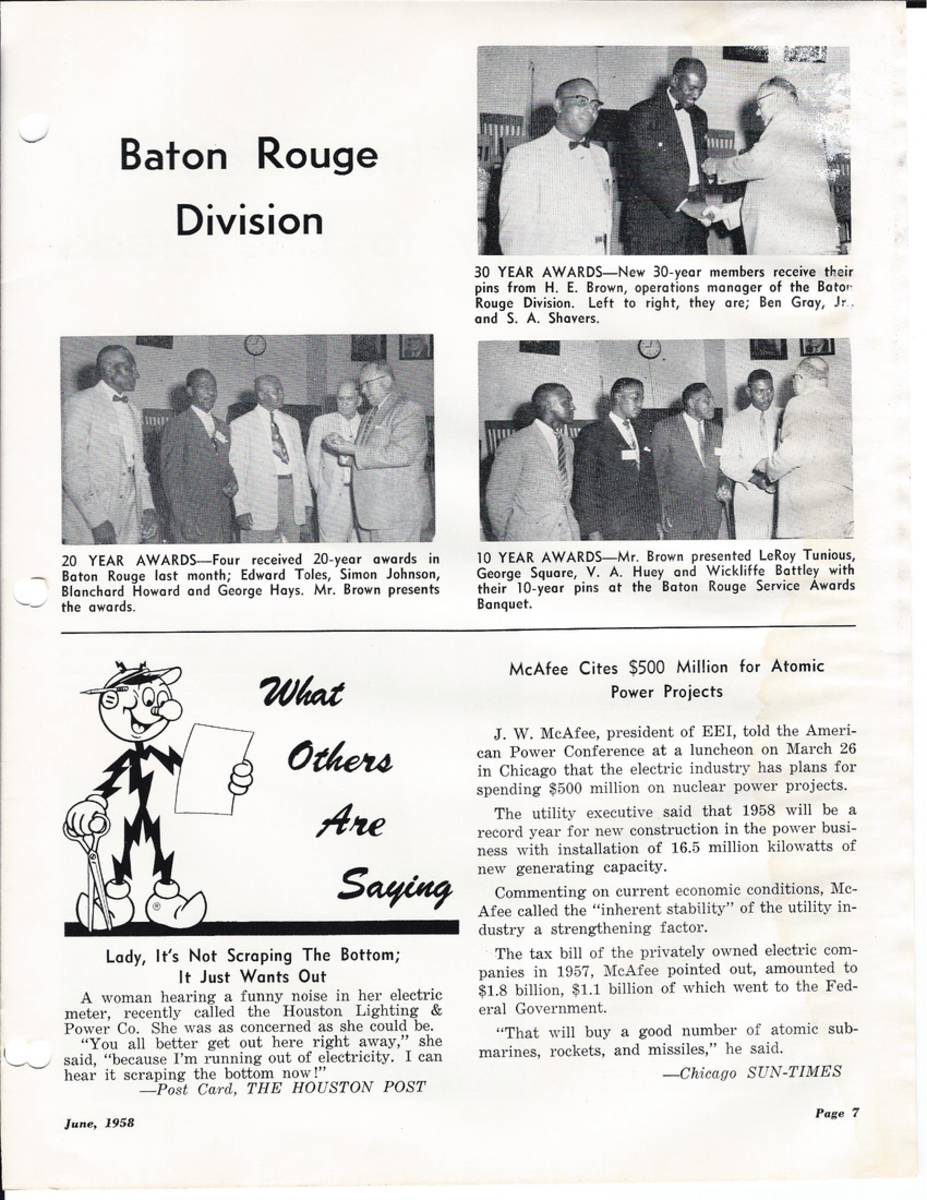 Baton Rouge
Division
30 YEAR AWARDS—New 30-year members receive their
pins from H. E. Brown, operations manager of the Baton
Rouge Division. Left to right, they are; Ben Gray, Jr.,
and S. A. Shavers.
20 YEAR AWARDS—Four received 20-year awards in
Baton Rouge last month; Edward Toles, Simon Johnson,
Blanchard Howard and George Hays. Mr. Brown presents
the awards.
10 YEAR AWARDS—Mr. Brown presented LeRoy Tunious,
George Square, V. A. Huey and Wickliffe Battley with
their 10-year pins at the Baton Rouge Service Awards
Banquet.
What
Others
Are
Saying
®
Lady, It's Not Scraping The Bottom;
It Just Wants Out
A woman hearing a funny noise in her electric
meter, recently called the Houston Lighting &
Power Co. She was as concerned as she could be.
"You all better get out here right away," she
said, "because I'm running out of electricity. I can
hear it scraping the bottom now!"
—Post Card, THE HOUSTON POST
McAfee Cites $500 Million for Atomic
Power Projects
J. W. McAfee, president of EEI, told the Ameri-
can Power Conference at a luncheon on March 26
in Chicago that the electric industry has plans for
spending $500 million on nuclear power projects.
The utility executive said that 1958 will be a
record year for new construction in the power busi-
ness with installation of 16.5 million kilowatts of
new generating capacity.
Commenting on current economic conditions, Mc-
Afee called the "inherent stability" of the utility in-
dustry a strengthening factor.
The tax bill of the privately owned electric com-
panies in 1957, McAfee pointed out, amounted to
$1.8 billion, $1.1 billion of which went to the Fed-
eral Government.
"That will buy a good number of atomic sub-
marines, rockets, and missiles," he said.
—Chicago SUN-TIMES
June, 1958
Page 7